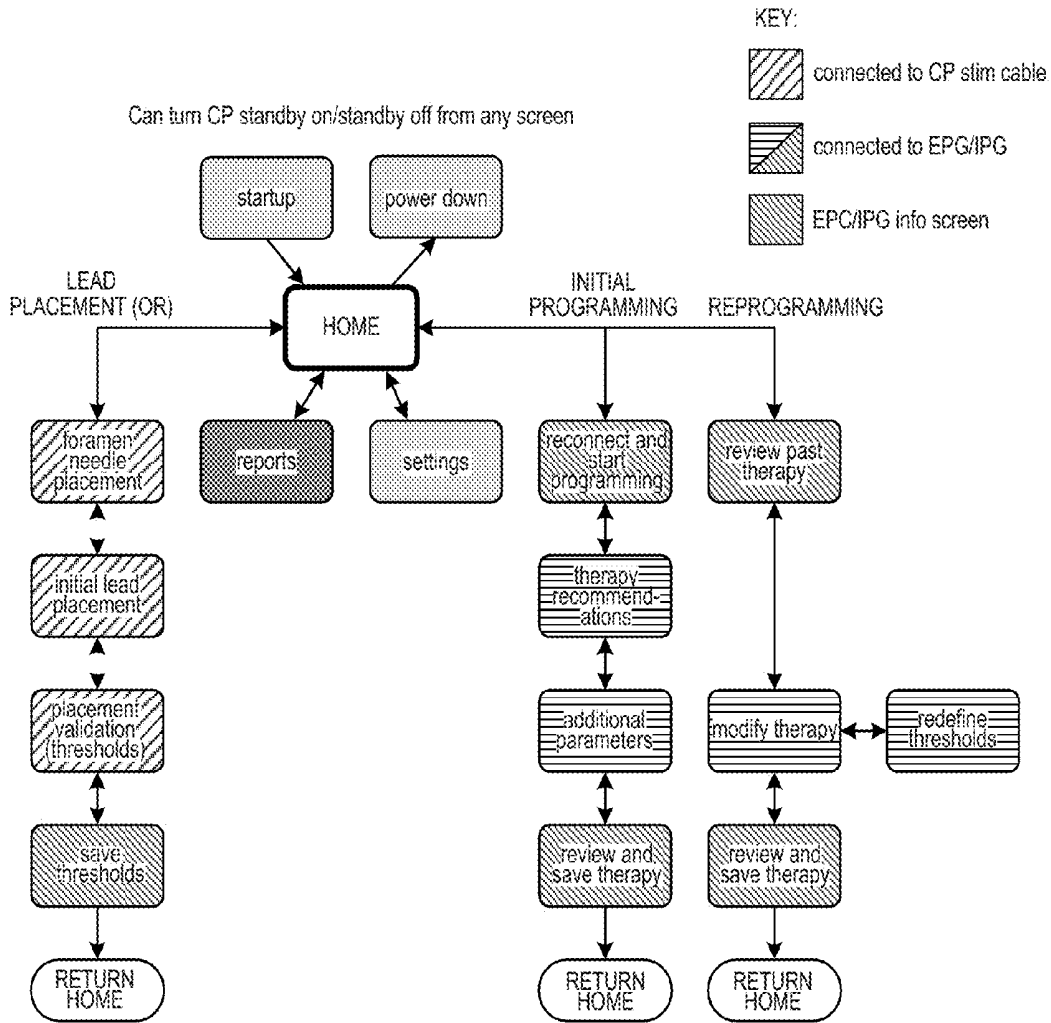 KEY:
connected to CP stim cable
connected to EPG/IPG
EPC/IPG info screen
Can turn CP standby on/standby off from any screen
startup
power down
LEAD
PLACEMENT (OR)
HOME
INITIAL
PROGRAMMING
REPROGRAMMING
foramen
needle
placement
reports
settings
reconnect and
start
programming
review past
therapy
initial lead
placement
therapy
recommend-
ations
placement
validation
(thresholds)
additional
parameters
modify therapy
redefine
thresholds
save
thresholds
review and
save therapy
review and
save therapy
RETURN
HOME
RETURN
HOME
RETURN
HOME